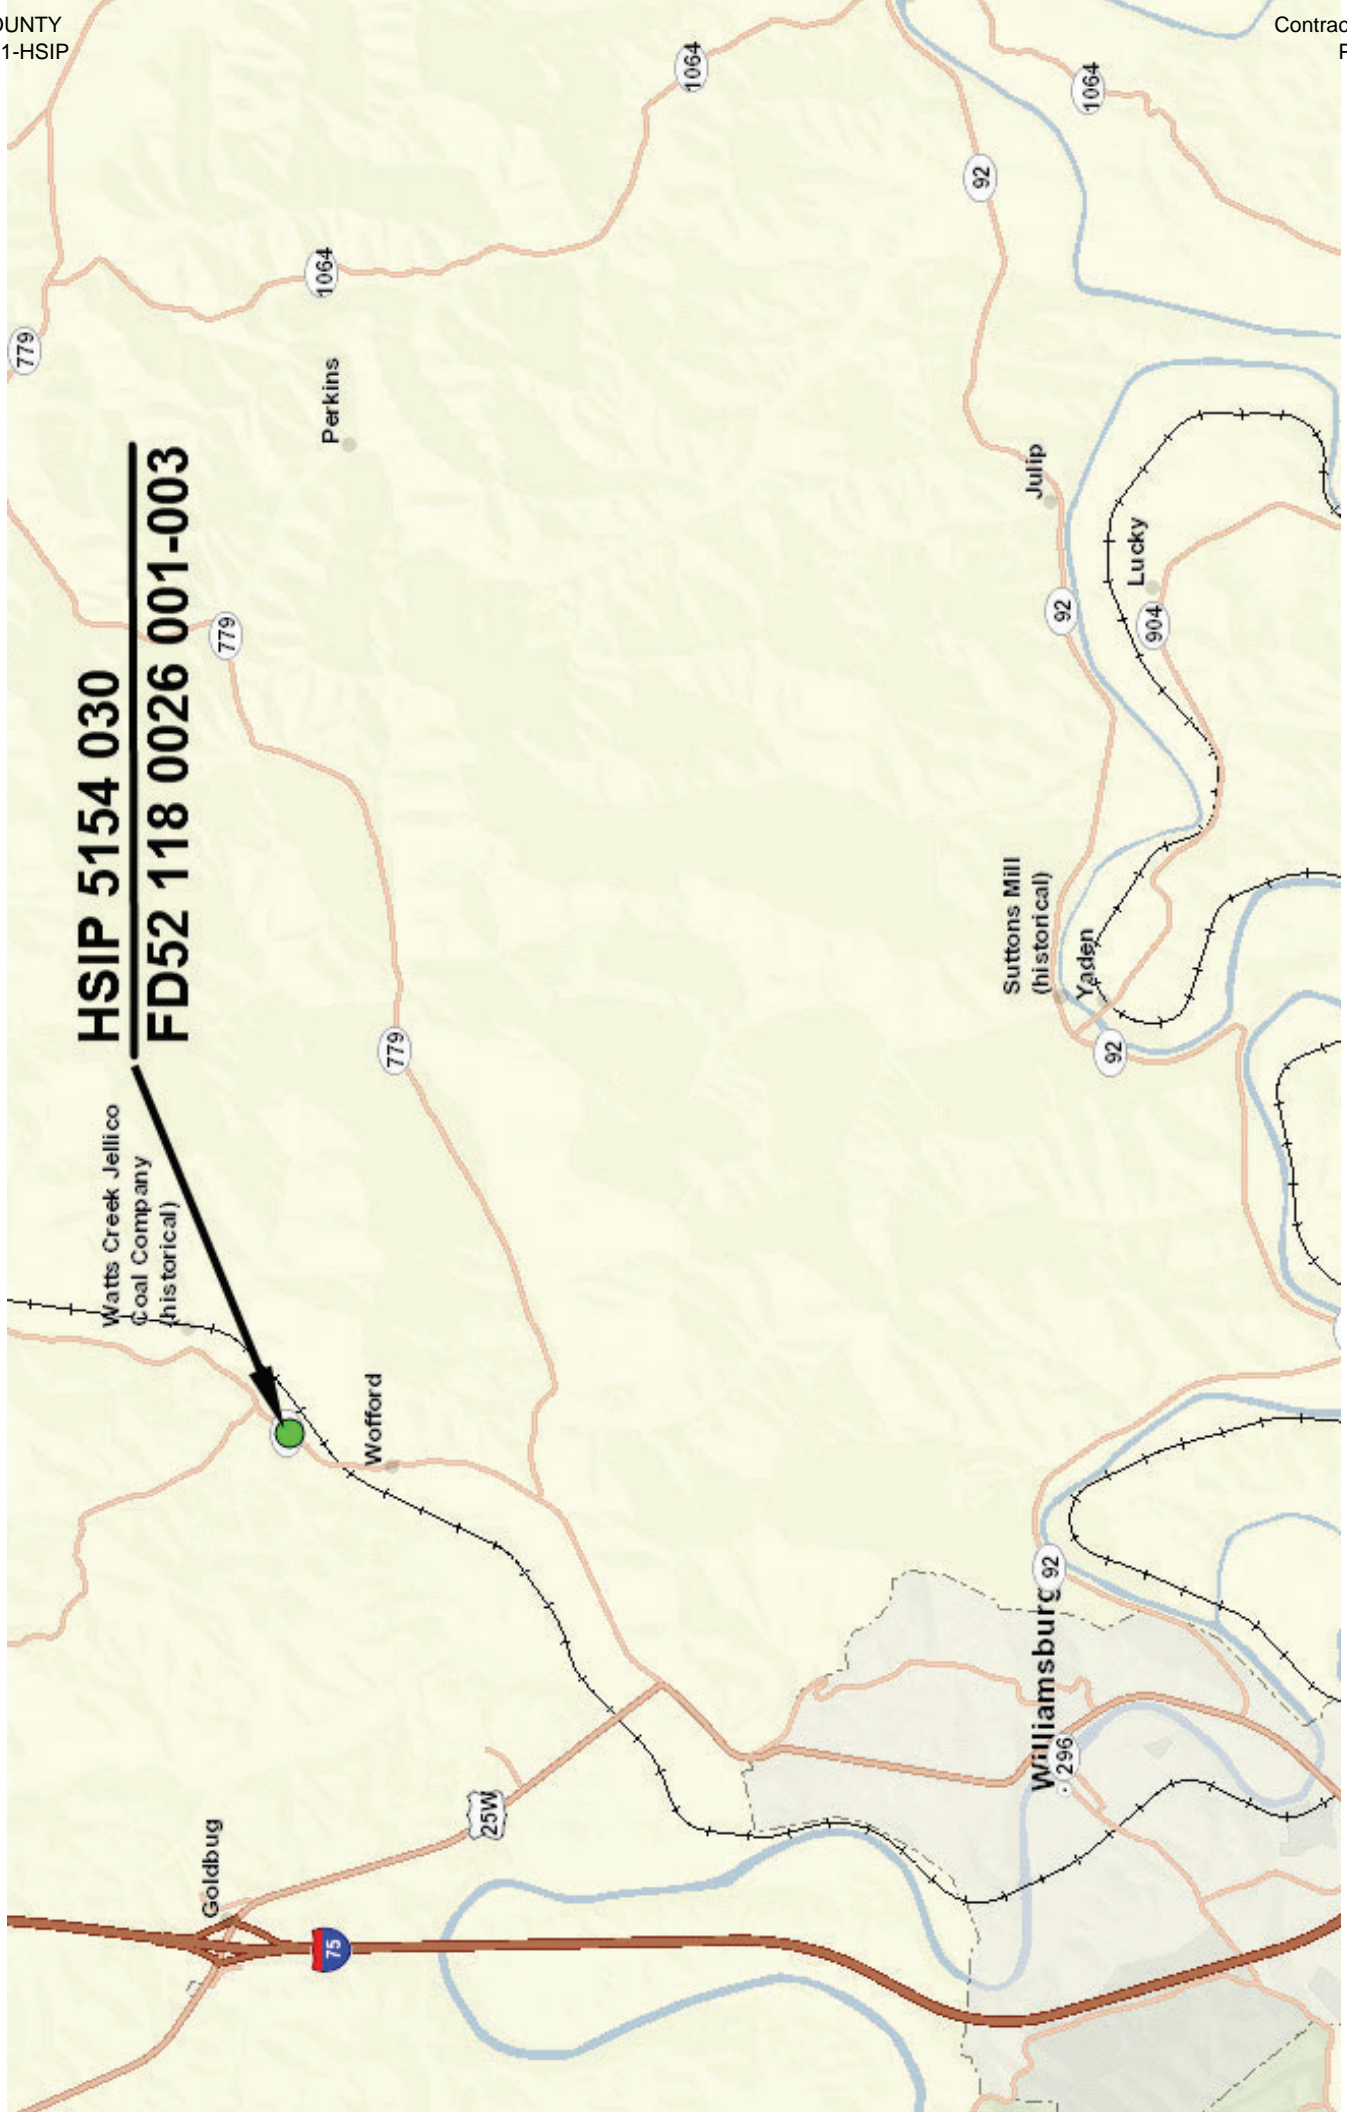 OUNTY
1-HSIP
Contrac
P
HSIP 5154 030
FD52 118 0026 001-003
779
1064
1064
1064
92
Perkins
779
Julip
Lucky
92
904
779
Suttons Mill
(historical)
Yaden
92
Watts Creek Jellico
Coal Company
(historical)
Wofford
92
Williamsburg
296
25W
Goldbug
75